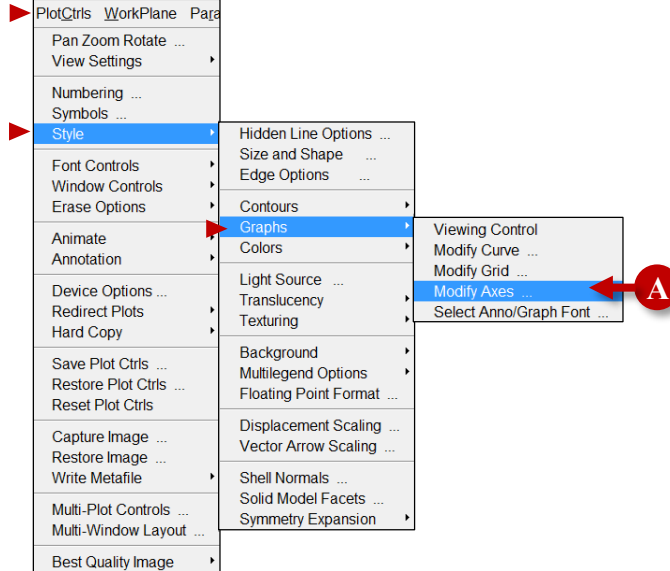 PlotCtrls WorkPlane Para
Pan Zoom Rotate ...
View Settings
Numbering ...
Symbols ...
Style
Font Controls
Window Controls
Erase Options
Animate
Annotation
Device Options ...
Redirect Plots
Hard Copy
Save Plot Ctrls ...
Restore Plot Ctrls ...
Reset Plot Ctrls
Capture Image ...
Restore Image ...
Write Metafile
Multi-Plot Controls ...
Multi-Window Layout ...
Best Quality Image
Hidden Line Options ...
Size and Shape ...
Edge Options ...
Contours
Graphs
Colors
Light Source ...
Translucency
Texturing
Background
Multilegend Options
Floating Point Format ...
Displacement Scaling ...
Vector Arrow Scaling ...
Shell Normals ...
Solid Model Facets ...
Symmetry Expansion
Viewing Control
Modify Curve ...
Modify Grid ...
Modify Axes ...
Select Anno/Graph Font ...
A